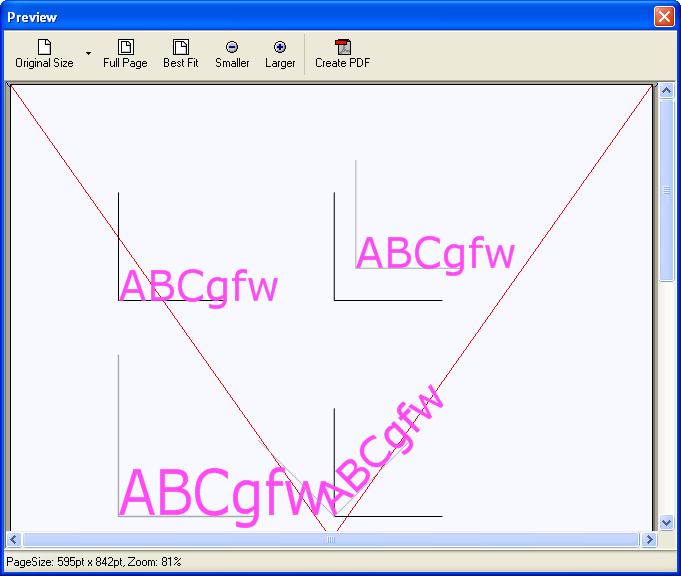 Preview
Original Size Full Page Best Fit Smaller Larger Create PDF
ABCgfw
ABCgfw
ABCgfw
ABCgfw
PageSize: 595pt x 842pt, Zoom: 81%